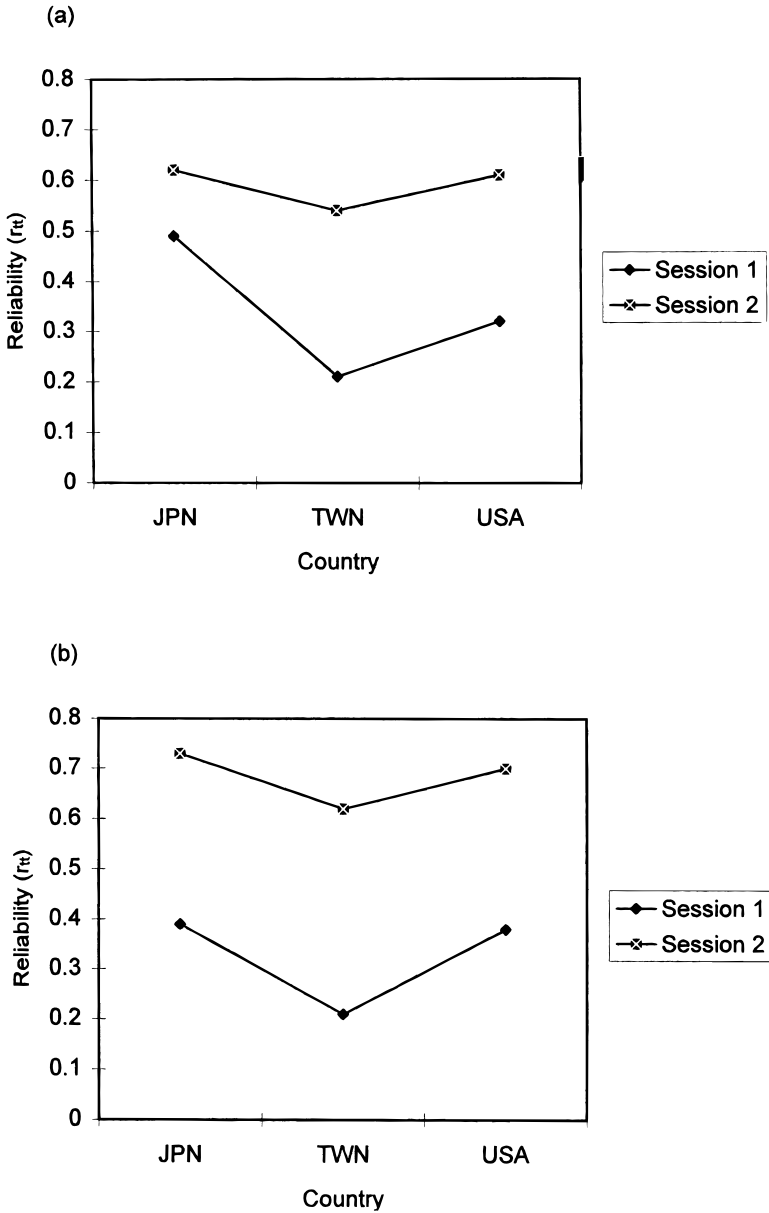 (a)
0.8
0.7
0.6
0.5
0.4
0.3
0.2
0.1
0
Reliability (rtt)
JPN TWN USA
Country
Session 1
Session 2
(b)
0.8
0.7
0.6
0.5
0.4
0.3
0.2
0.1
0
Reliability (rtt)
JPN TWN USA
Country
Session 1
Session 2